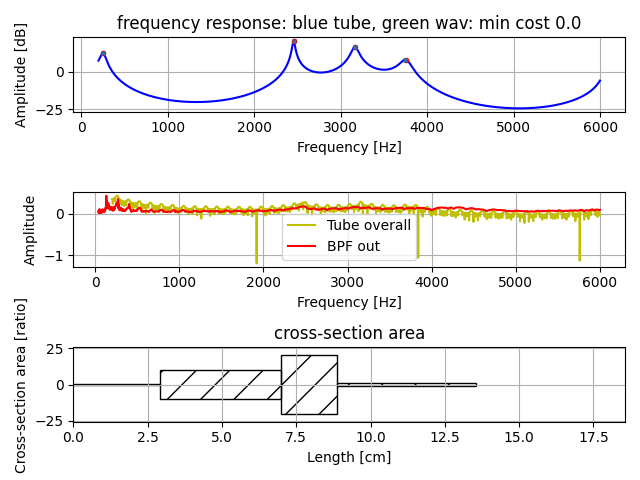 frequency response: blue tube, green wav: min cost 0.0
Amplitude [dB]
0
−25
0 1000 2000 3000 4000 5000 6000
Frequency [Hz]
Amplitude
0
−1
Tube overall
BPF out
0 1000 2000 3000 4000 5000 6000
Frequency [Hz]
cross-section area
Cross-section area [ratio]
25
0
−25
0.0 2.5 5.0 7.5 10.0 12.5 15.0 17.5
Length [cm]